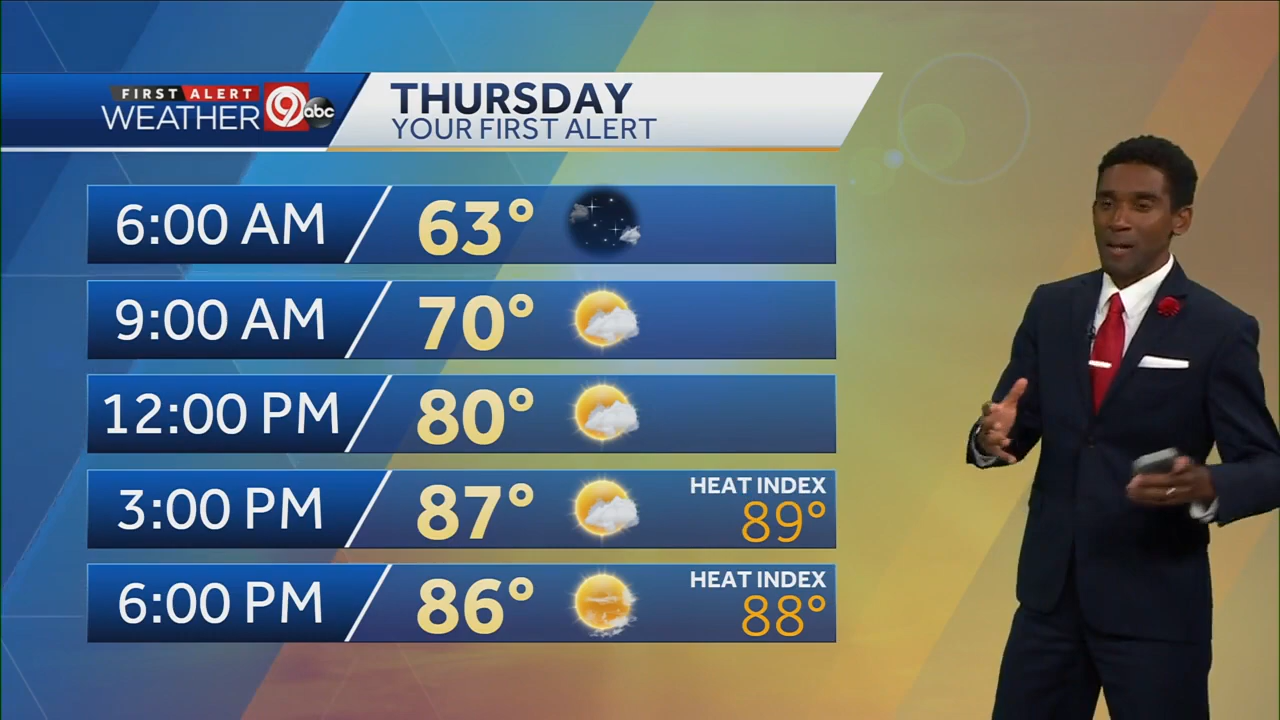 FIRST ALERT
WEATHER 9 abc
THURSDAY
YOUR FIRST ALERT
6:00 AM 63°
9:00 AM 70°
12:00 PM 80°
3:00 PM 87° HEAT INDEX
89°
6:00 PM 86° HEAT INDEX
88°